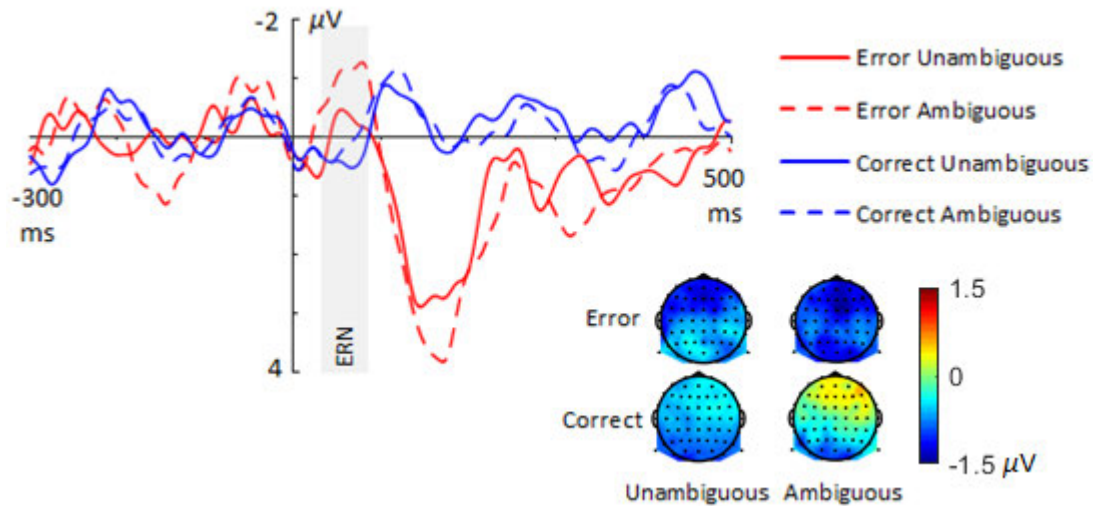 -2 μV
Error Unambiguous
Error Ambiguous
Correct Unambiguous
Correct Ambiguous
-300
ms
500
ms
4
ERN
Error
Correct
Unambiguous Ambiguous
1.5
0
-1.5 μV